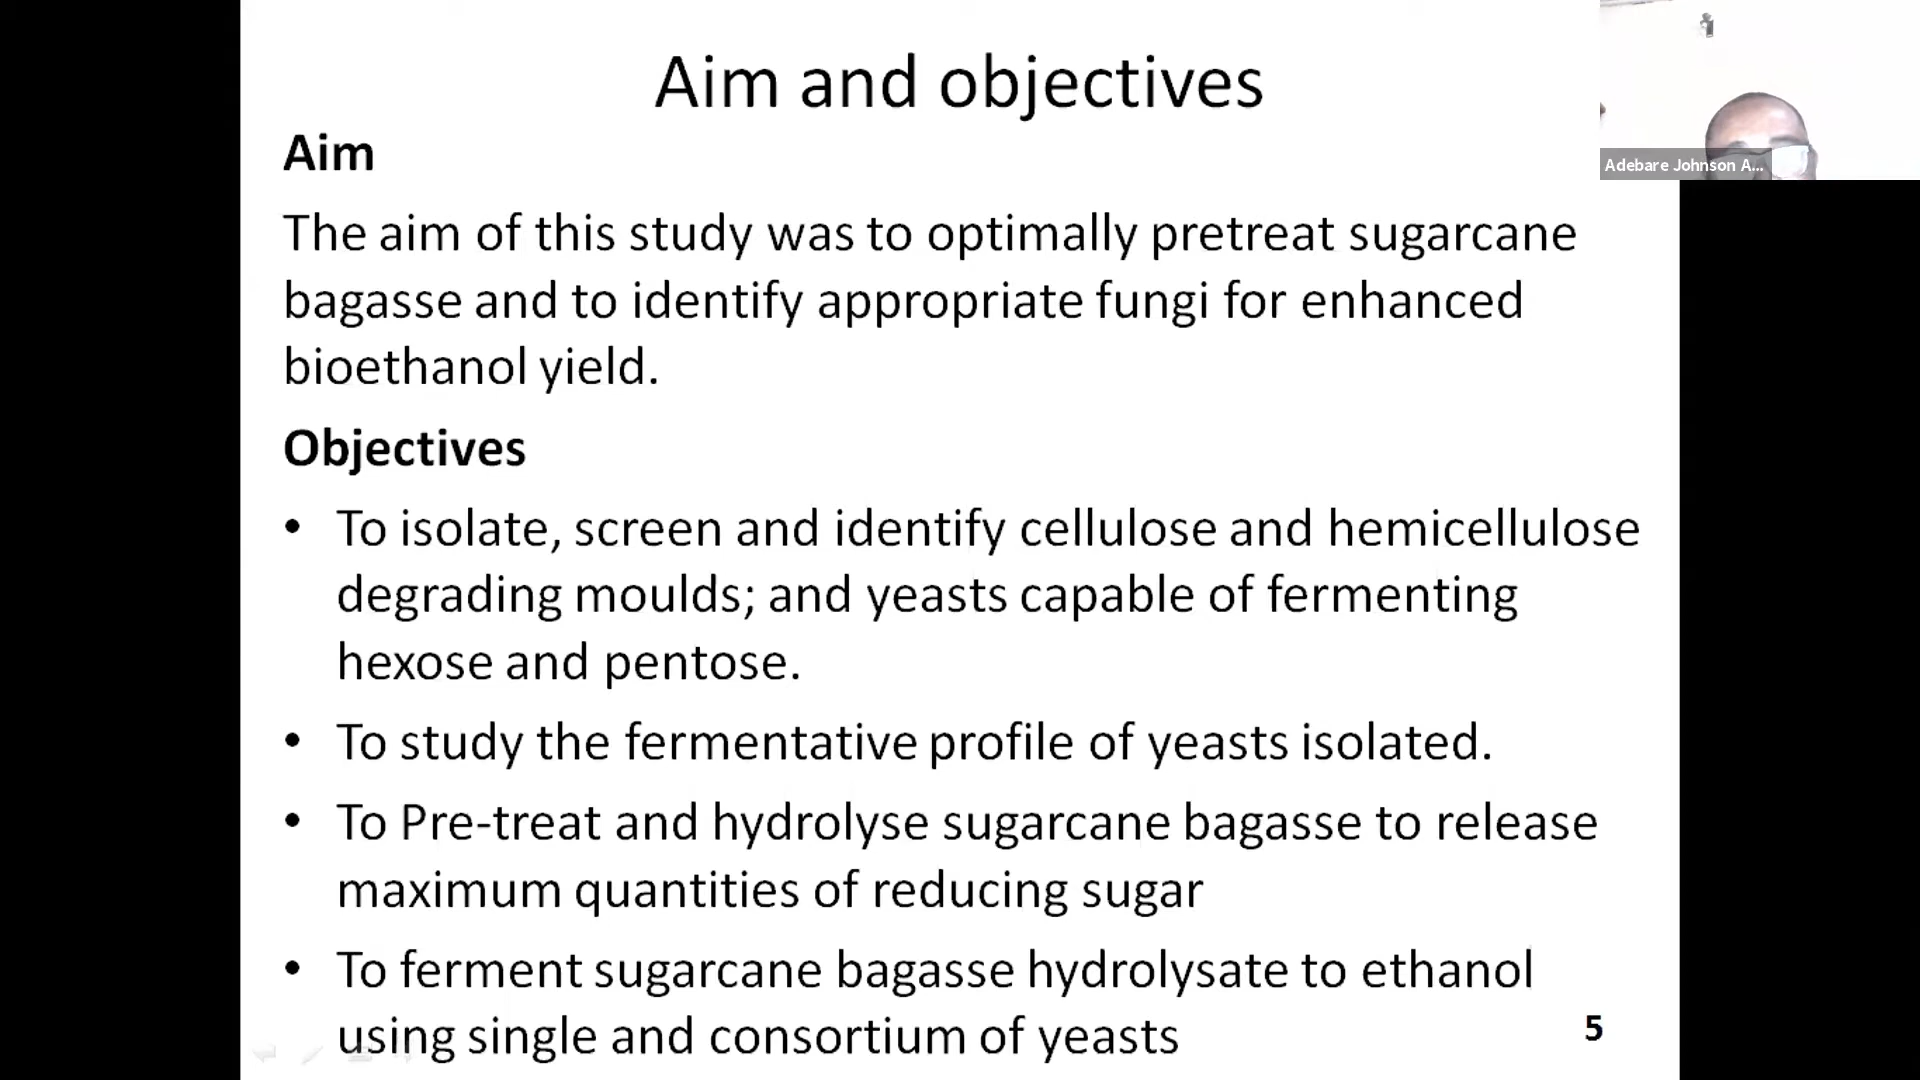 Aim and objectives
Adebare Johnson A...
Aim
The aim of this study was to optimally pretreat sugarcane
bagasse and to identify appropriate fungi for enhanced
bioethanol yield.
Objectives
• To isolate, screen and identify cellulose and hemicellulose
degrading moulds; and yeasts capable of fermenting
hexose and pentose.
• To study the fermentative profile of yeasts isolated.
• To Pre-treat and hydrolyse sugarcane bagasse to release
maximum quantities of reducing sugar
• To ferment sugarcane bagasse hydrolysate to ethanol
using single and consortium of yeasts
5